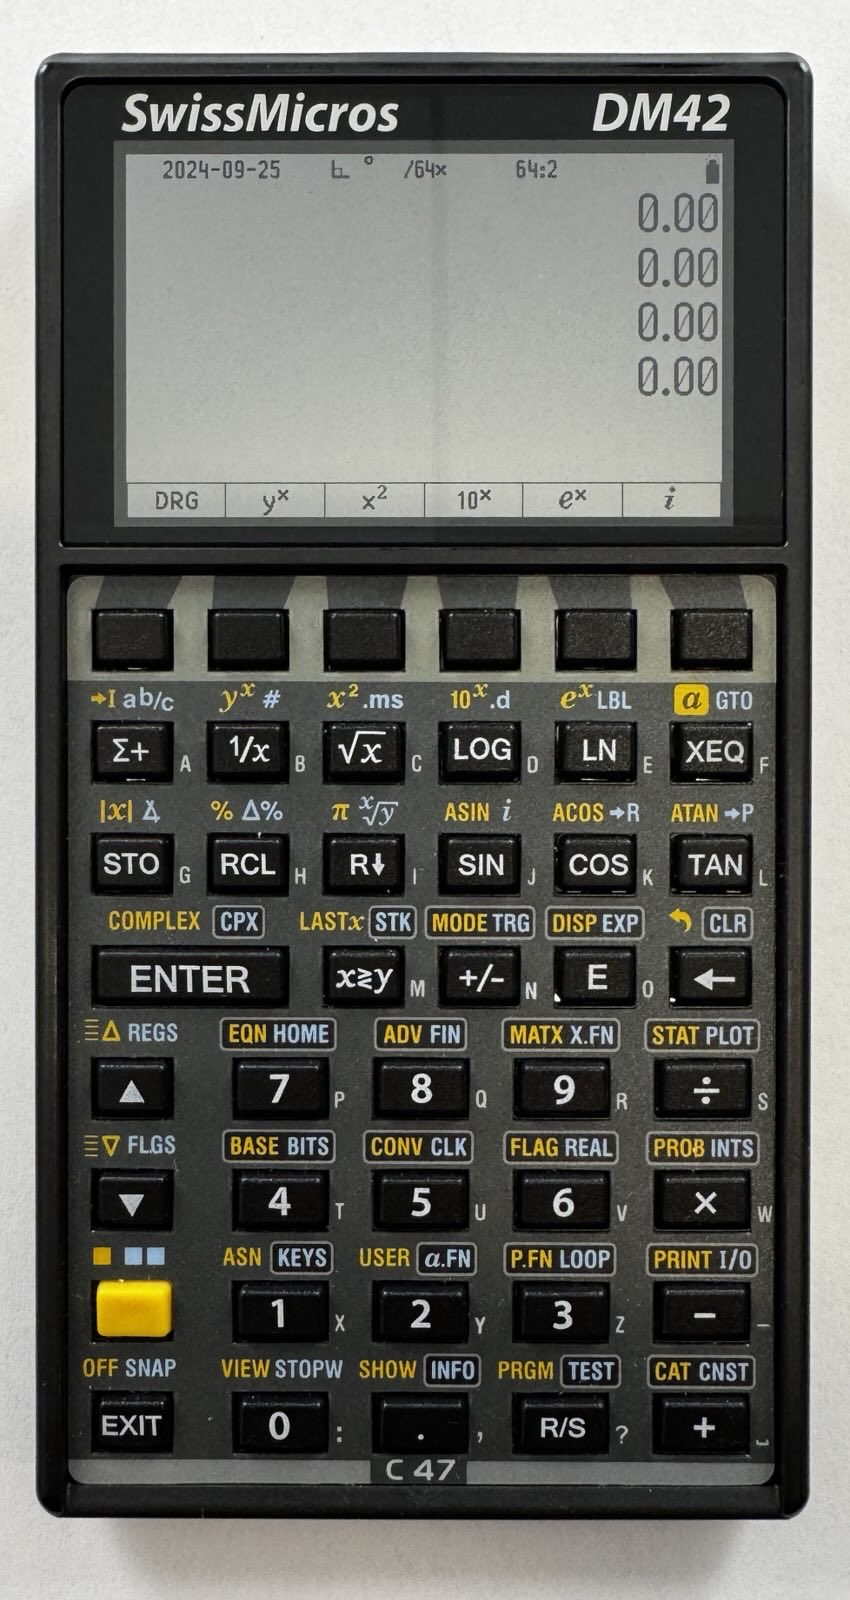 SwissMicros DM42
2024-09-25 ∟° /64× 64:2
0.00
0.00
0.00
0.00
DRG yˣ x² 10ˣ eˣ i
→I ab/c yˣ # x² .ms 10ˣ .d eˣ LBL α GTO
Σ+ A 1/x B √x C LOG D LN E XEQ F
|x| ∡ % Δ% π ˣ√y ASIN i ACOS →R ATAN →P
STO G RCL H R↓ I SIN J COS K TAN L
COMPLEX CPX LASTx STK MODE TRG DISP EXP ↶ CLR
ENTER x≷y M +/- N E O ←
☰△ REGS EQN HOME ADV FIN MATX X.FN STAT PLOT
▲ 7 P 8 Q 9 R ÷ S
☰▽ FLGS BASE BITS CONV CLK FLAG REAL PROB INTS
▼ 4 T 5 U 6 V × W
ASN KEYS USER α.FN P.FN LOOP PRINT I/O
1 X 2 Y 3 Z − _
OFF SNAP VIEW STOPW SHOW INFO PRGM TEST CAT CNST
EXIT 0 : . , R/S ? + ␣
C 47